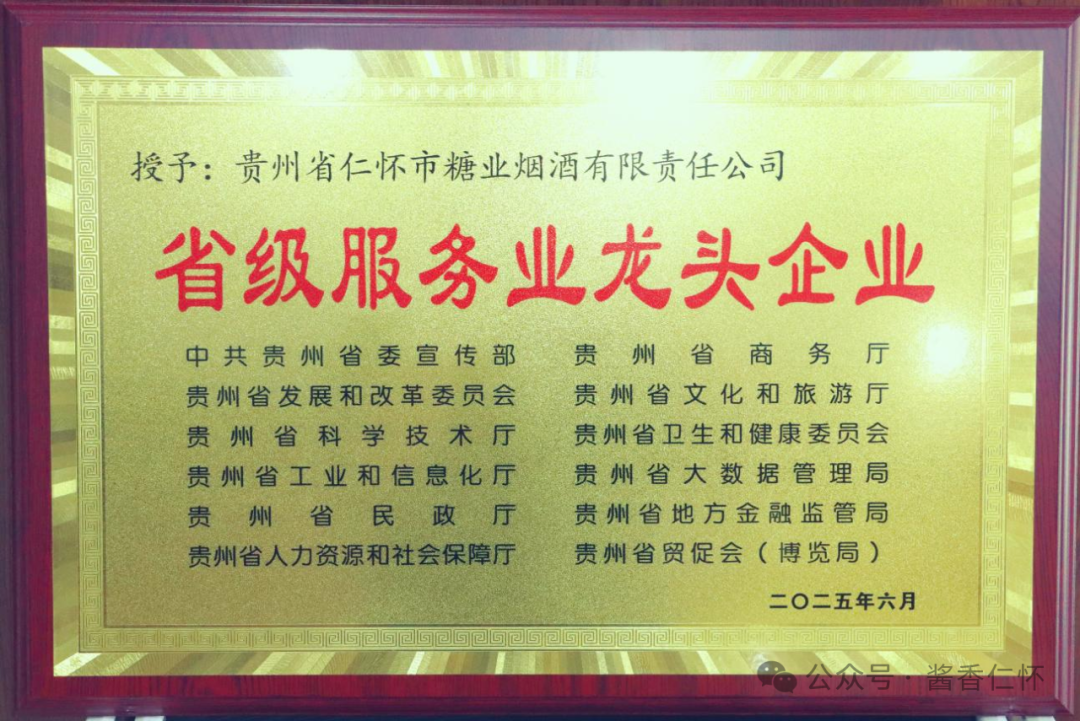 授予：贵州省仁怀市糖业烟酒有限责任公司
省级服务业龙头企业
中共贵州省委宣传部
贵州省发展和改革委员会
贵州省科学技术厅
贵州省工业和信息化厅
贵州省民政厅
贵州省人力资源和社会保障厅
贵州省商务厅
贵州省文化和旅游厅
贵州省卫生和健康委员会
贵州省大数据管理局
贵州省地方金融监管局
贵州省贸促会（博览局）
二〇二五年六月
公众号·酱香仁怀